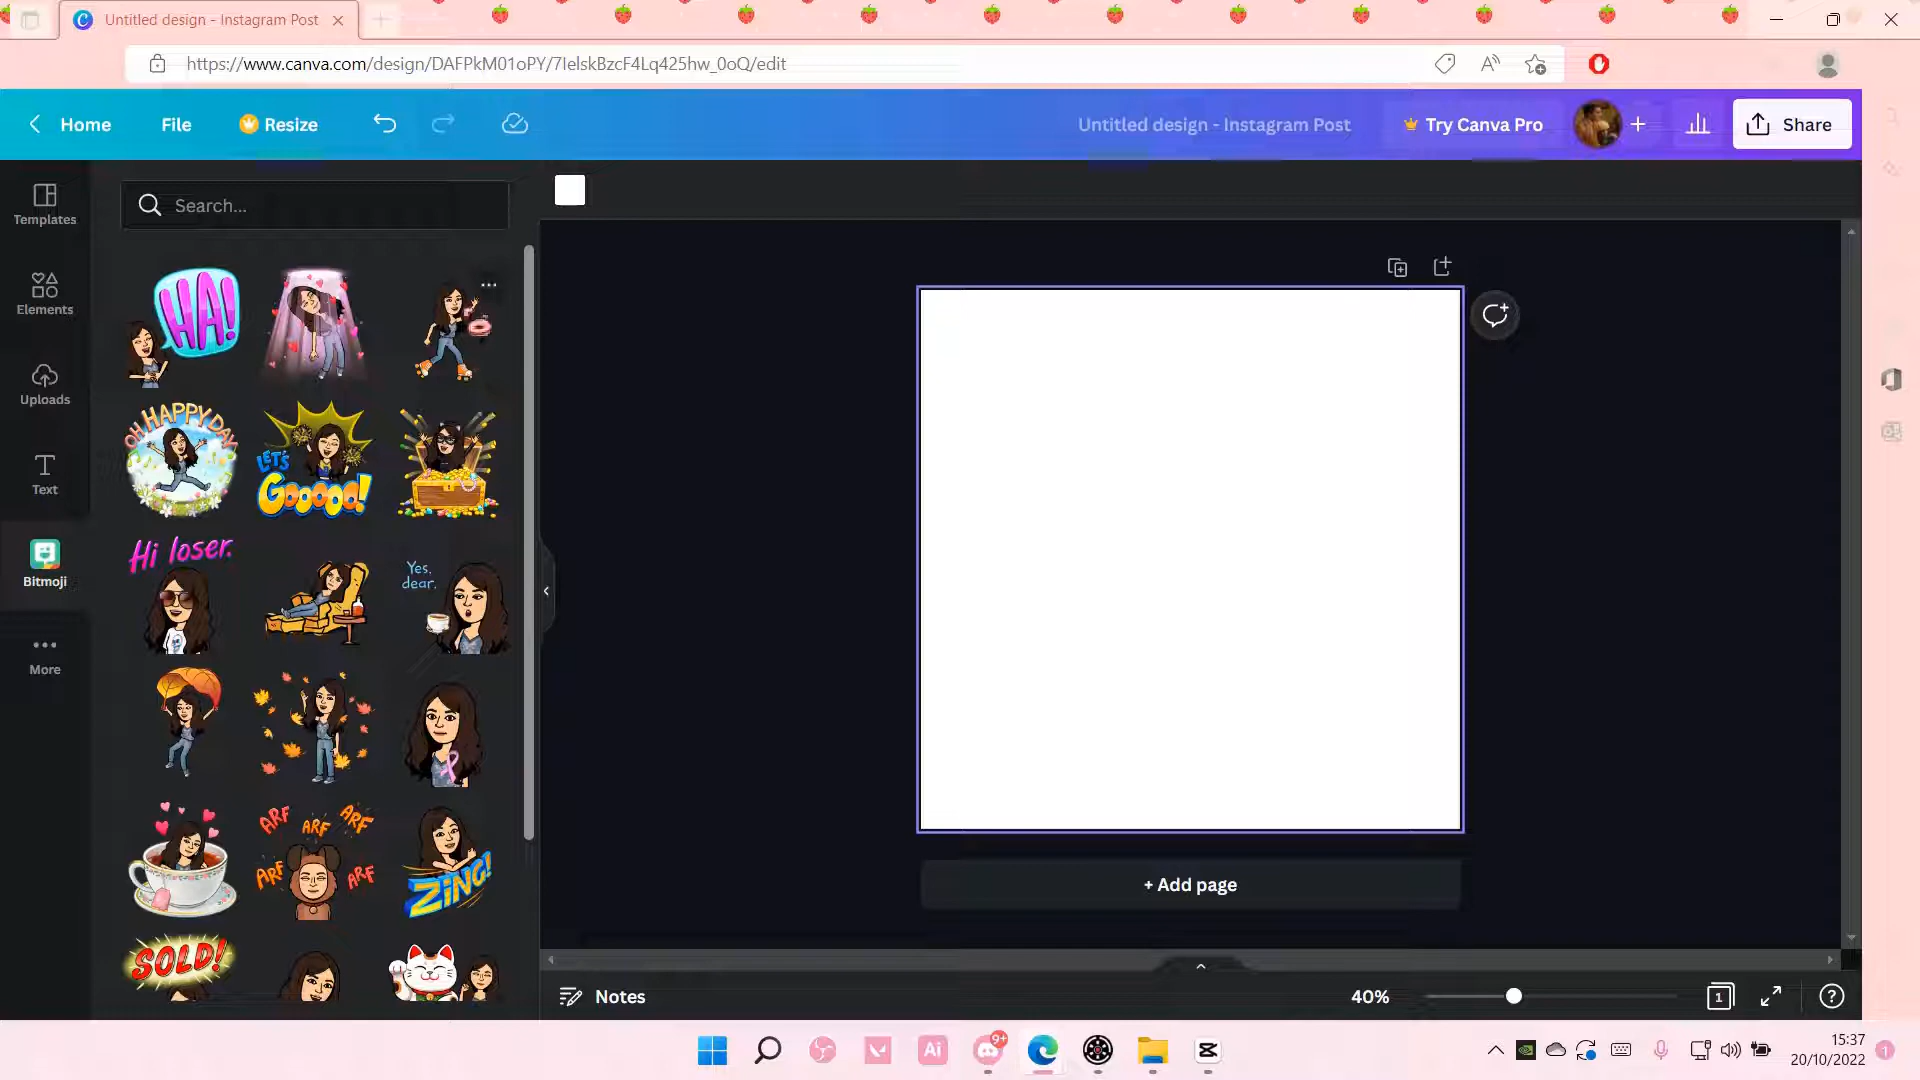 Untitled design - Instagram Post
https://www.canva.com/design/DAFPkM01oPY/7IelskBzcF4Lq425hw_0oQ/edit
Home
File
Resize
Untitled design - Instagram Post
Try Canva Pro
Share
Templates
Elements
Uploads
Text
Bitmoji
More
Search...
HA!
OH HAPPY DAY
LET'S
GOOOOO!
Hi loser.
Yes,
dear.
ARF
ARF
ARF
ARF
ARF
ZING!
SOLD!
+ Add page
Notes
40%
1
Ai
9+
15:37
20/10/2022
1